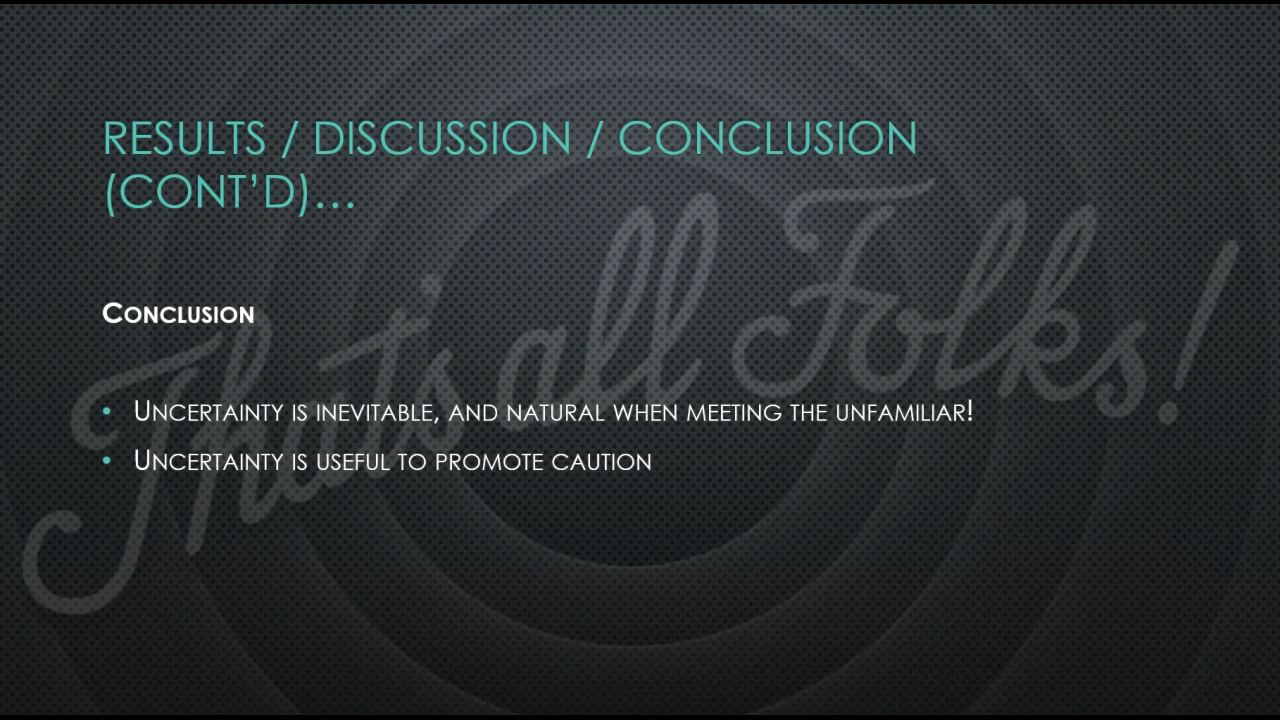 RESULTS / DISCUSSION / CONCLUSION
(CONT’D)…
CONCLUSION
• UNCERTAINTY IS INEVITABLE, AND NATURAL WHEN MEETING THE UNFAMILIAR!
• UNCERTAINTY IS USEFUL TO PROMOTE CAUTION
That's all Folks!